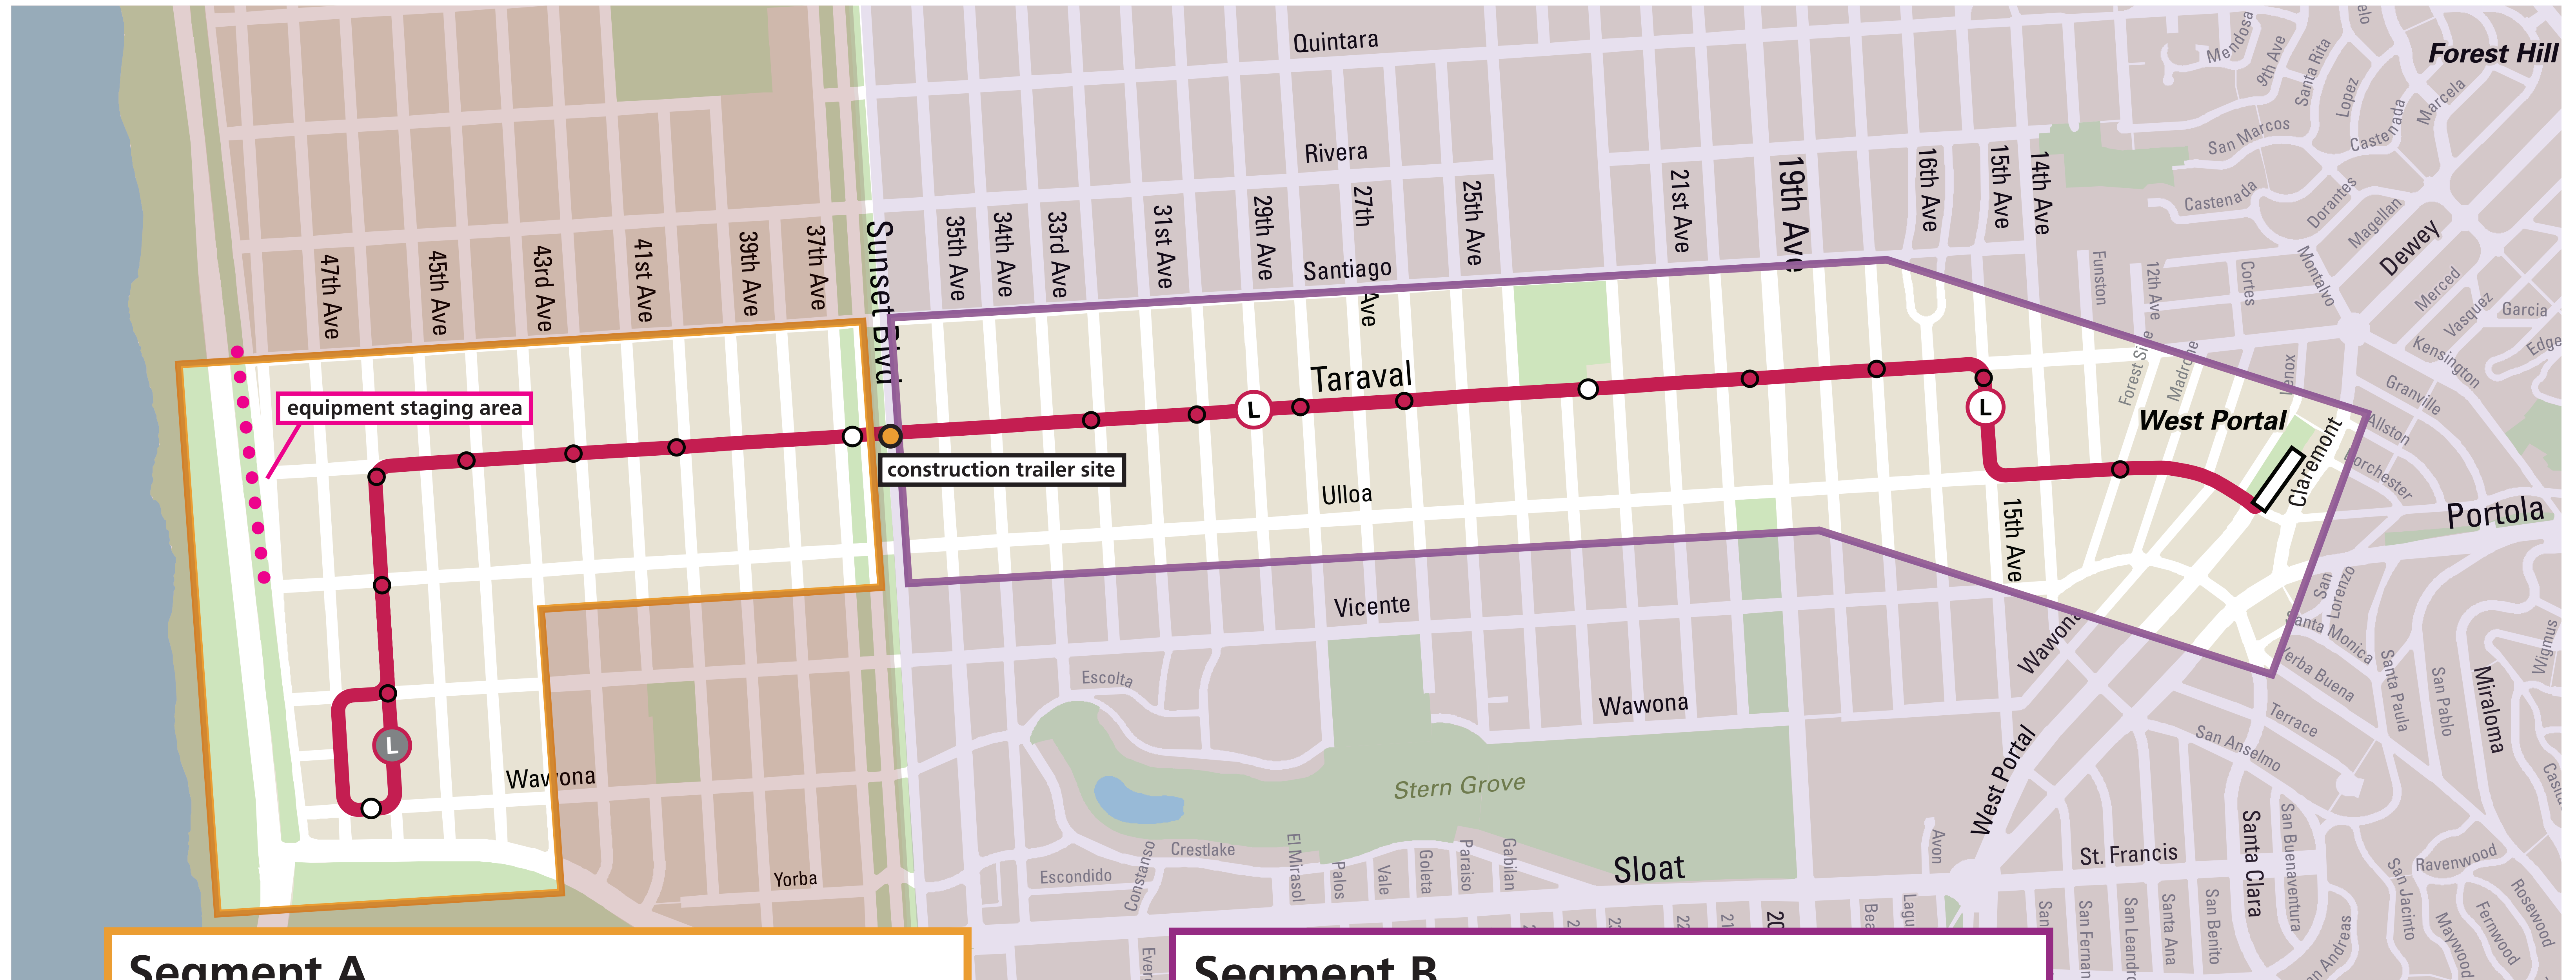 Quintara
Mendosa
9th Ave
Santa Rita
Lopez
Castenada
Marcela
Forest Hill
San Marcos
Rivera
Castenada
Dorantes
Magellan
Dewey
Montalvo
Merced
Vasquez
Garcia
Kensington
Edge
47th Ave
45th Ave
43rd Ave
41st Ave
39th Ave
37th Ave
Sunset Blvd
35th Ave
34th Ave
33rd Ave
31st Ave
29th Ave
27th
Ave
25th Ave
21st Ave
19th Ave
16th Ave
15th Ave
14th Ave
Funston
12th Ave
Cortes
Santiago
Forest Side
Madrone
Lenox
Granville
Allston
Dorchester
equipment staging area
Taraval
L
L
West Portal
Claremont
construction trailer site
Ulloa
15th Ave
Portola
Vicente
Wawona
San
Lorenzo
Santa Monica
Yerba Buena
Santa Paula
San Pablo
Miraloma
Wigmus
Escolta
Wawona
Terrace
San Anselmo
L
Wawona
Stern Grove
West Portal
Crestlake
Escondido
Constanso
El Mirasol
Palos
Vale
Goleta
Paraiso
Gabilan
Sloat
Avon
St. Francis
Santa Clara
San Buenaventura
Ravenwood
San Jacinto
Rosewood
Fernwood
Maywood
Yorba
20
San Leandro
Santa Ana
San Benito
Segment A
Segment B